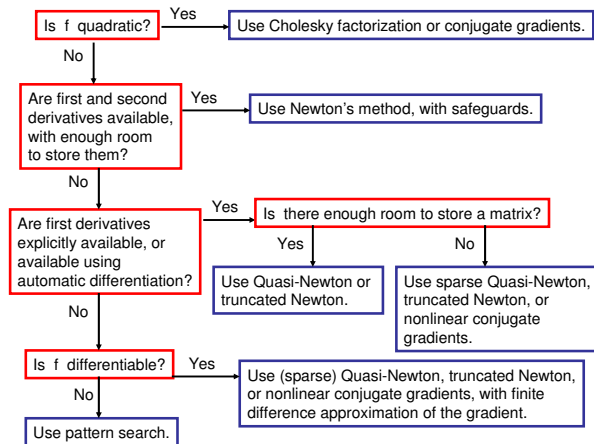 Is f quadratic?
Yes
Use Cholesky factorization or conjugate gradients.
No
Are first and second
derivatives available,
with enough room
to store them?
Yes
Use Newton's method, with safeguards.
No
Are first derivatives
explicitly available, or
available using
automatic differentiation?
Yes
Is there enough room to store a matrix?
Yes
No
Use Quasi-Newton or
truncated Newton.
Use sparse Quasi-Newton,
truncated Newton, or
nonlinear conjugate
gradients.
No
Is f differentiable?
Yes
Use (sparse) Quasi-Newton, truncated Newton,
or nonlinear conjugate gradients, with finite
difference approximation of the gradient.
No
Use pattern search.